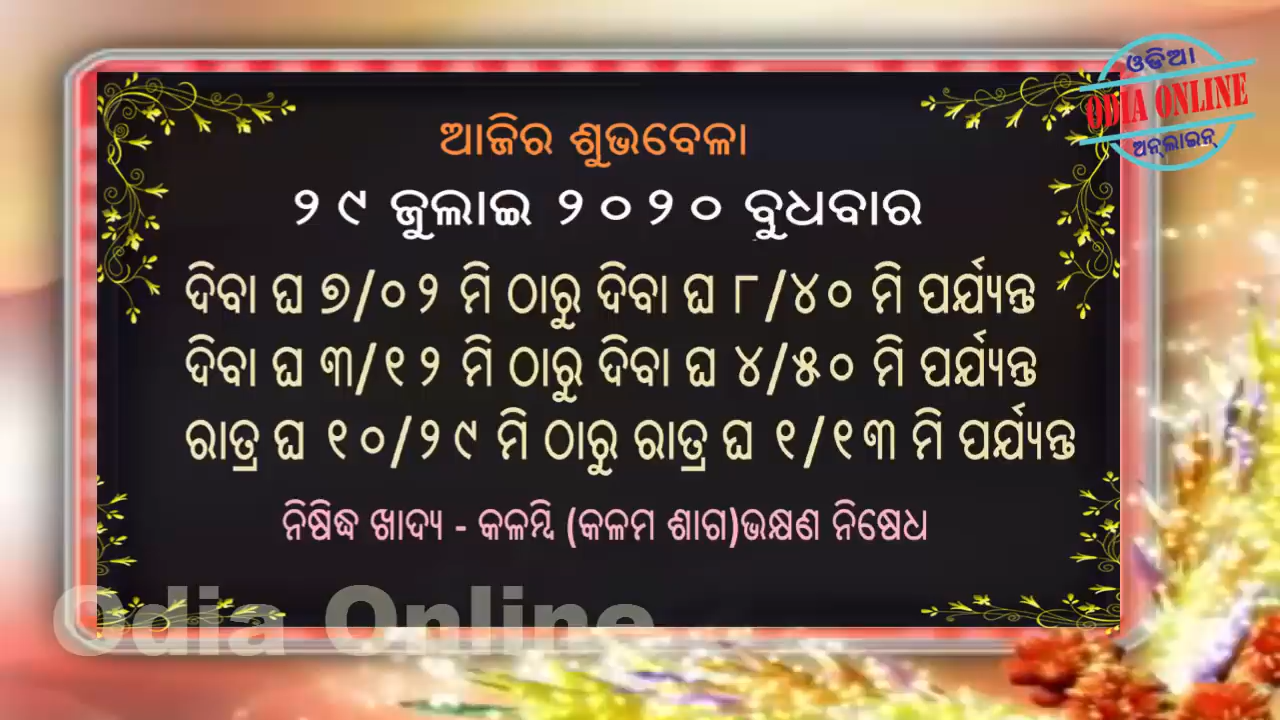 ଓଡିଆ
ODIA ONLINE
ଅନ୍‌ଲାଇନ୍
ଆଜିର ଶୁଭବେଳା
୨୯ ଜୁଲାଇ ୨୦୨୦ ବୁଧବାର
ଦିବା ଘ ୭/୦୨ ମି ଠାରୁ ଦିବା ଘ ୮/୪୦ ମି ପର୍ଯ୍ୟନ୍ତ
ଦିବା ଘ ୩/୧୨ ମି ଠାରୁ ଦିବା ଘ ୪/୫୦ ମି ପର୍ଯ୍ୟନ୍ତ
ରାତ୍ର ଘ ୧୦/୨୯ ମି ଠାରୁ ରାତ୍ର ଘ ୧/୧୩ ମି ପର୍ଯ୍ୟନ୍ତ
ନିଷିଦ୍ଧ ଖାଦ୍ୟ - କଳମ୍ବି (କଳମ ଶାଗ)ଭକ୍ଷଣ ନିଷେଧ
Odia Online